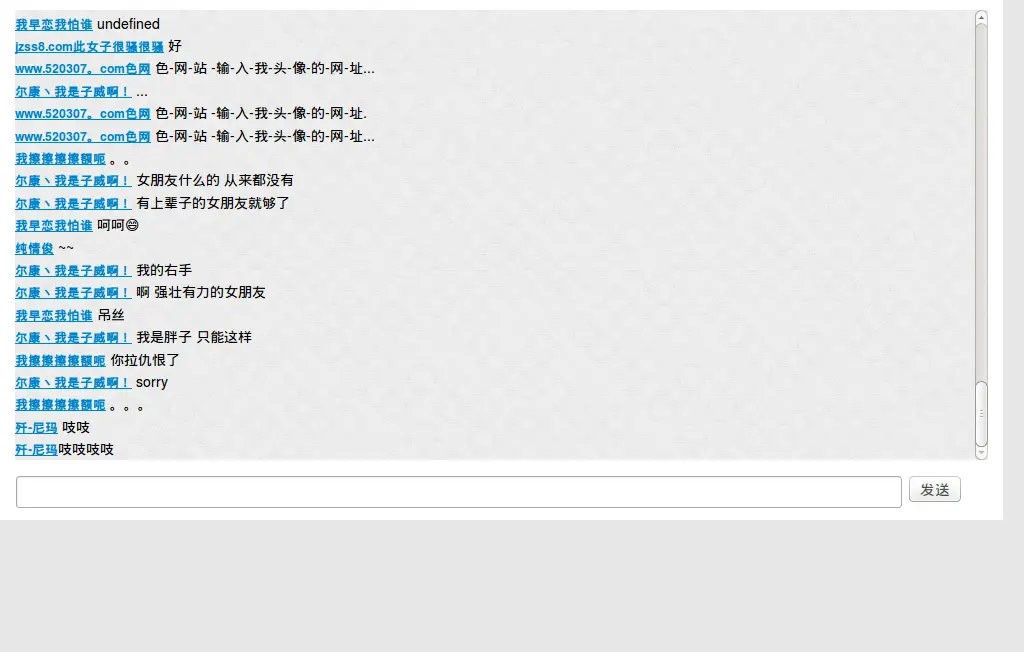 我早恋我怕谁 undefined
jzss8.com此女子很骚很骚 好
www.520307。com色网 色-网-站 -输-入-我-头-像-的-网-址...
尔康丶我是子威啊！ ...
www.520307。com色网 色-网-站 -输-入-我-头-像-的-网-址.
www.520307。com色网 色-网-站 -输-入-我-头-像-的-网-址...
我擦擦擦擦额呃 。。
尔康丶我是子威啊！ 女朋友什么的 从来都没有
尔康丶我是子威啊！ 有上辈子的女朋友就够了
我早恋我怕谁 呵呵😄
纯情俊 ~~
尔康丶我是子威啊！ 我的右手
尔康丶我是子威啊！ 啊 强壮有力的女朋友
我早恋我怕谁 吊丝
尔康丶我是子威啊！ 我是胖子 只能这样
我擦擦擦擦额呃 你拉仇恨了
尔康丶我是子威啊！ sorry
我擦擦擦擦额呃 。。。
歼-尼玛 吱吱
歼-尼玛吱吱吱吱
发送